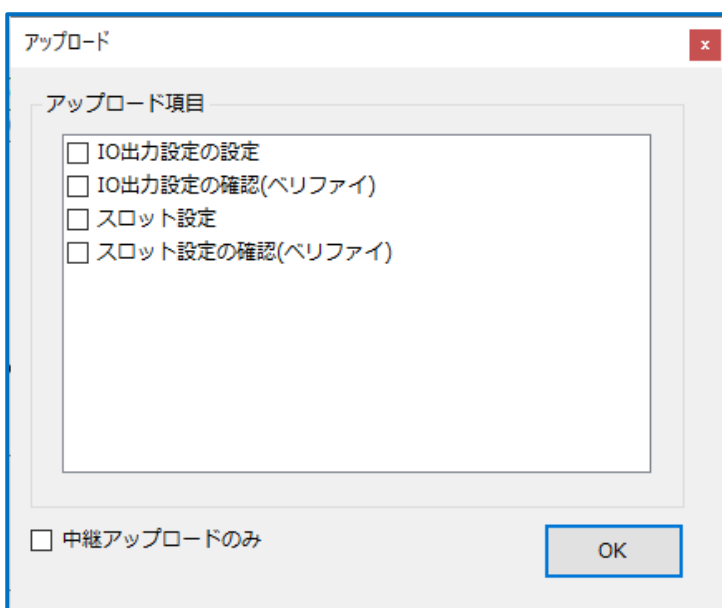 アップロード
x
アップロード項目
IO出力設定の設定
IO出力設定の確認(ベリファイ)
スロット設定
スロット設定の確認(ベリファイ)
中継アップロードのみ
OK